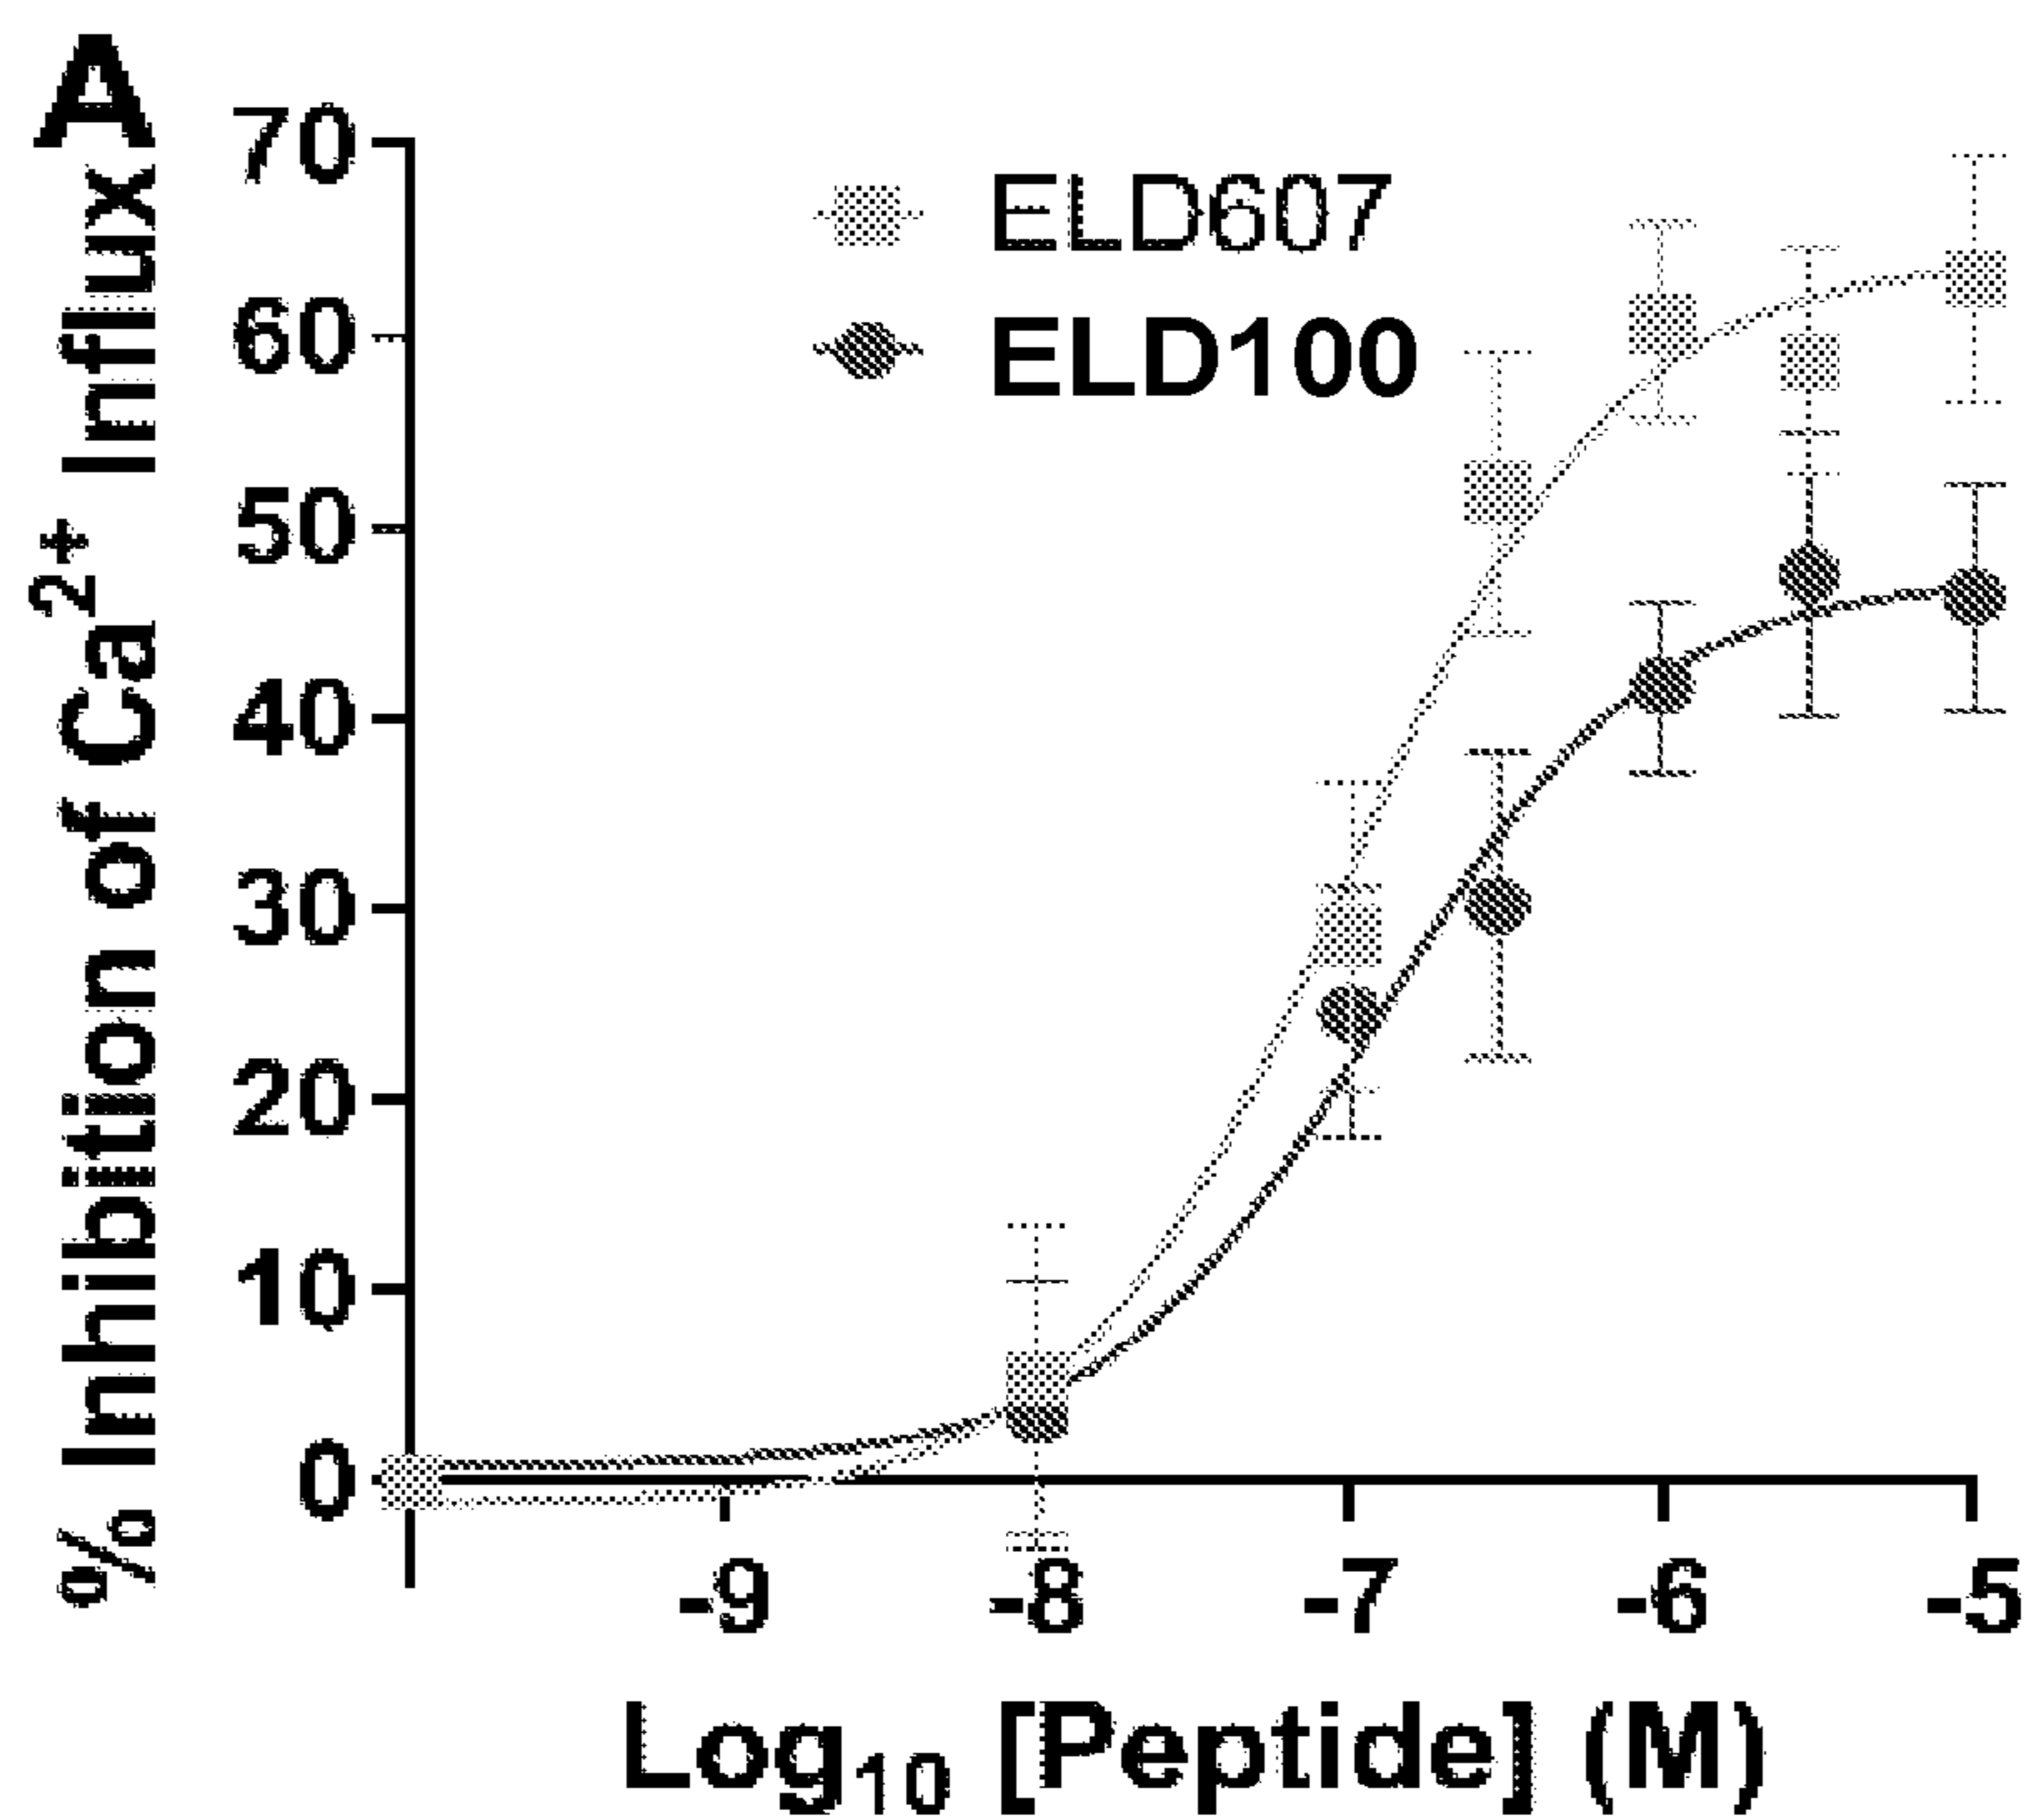 A
% Inhibition of Ca²⁺ Influx
70
60
50
40
30
20
10
0
ELD607
ELD100
-9 -8 -7 -6 -5
Log₁₀ [Peptide] (M)